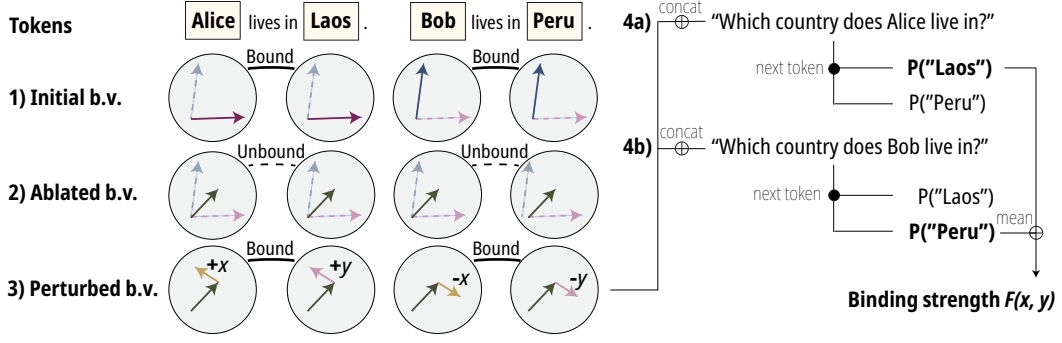 Tokens
Alice lives in Laos . Bob lives in Peru .
Bound Bound
1) Initial b.v.
Unbound Unbound
2) Ablated b.v.
Bound Bound
3) Perturbed b.v.
+x +y -x -y
4a) concat "Which country does Alice live in?"
next token P("Laos")
P("Peru")
4b) concat "Which country does Bob live in?"
next token P("Laos")
P("Peru") mean
Binding strength F(x, y)